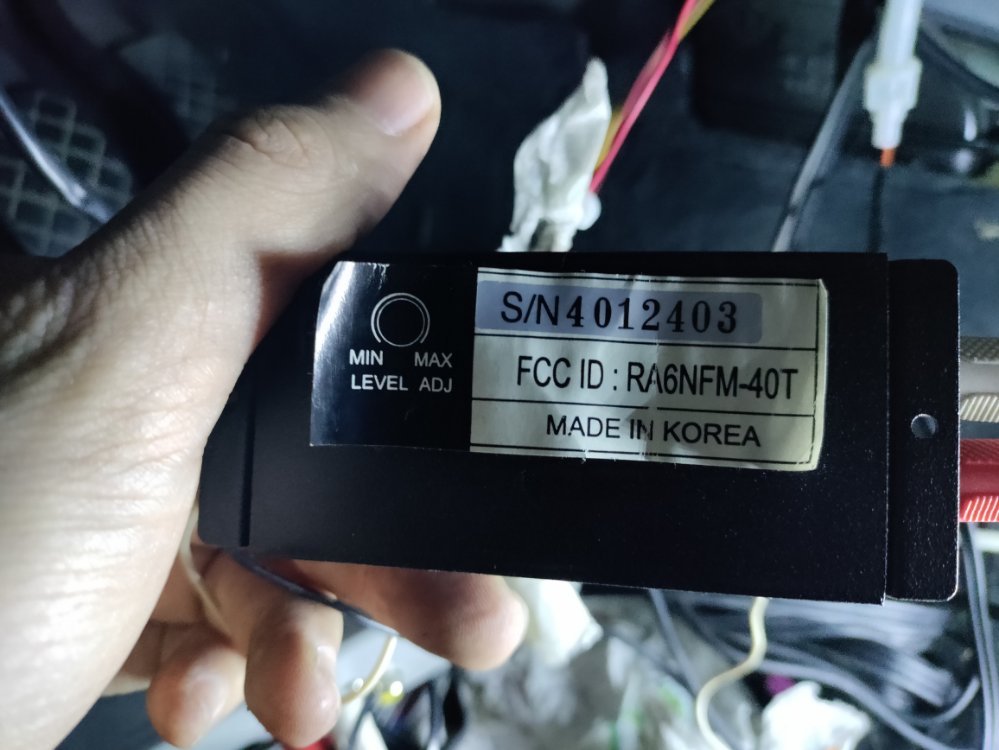 MIN MAX
LEVEL ADJ
S/N4012403
FCC ID : RA6NFM-40T
MADE IN KOREA